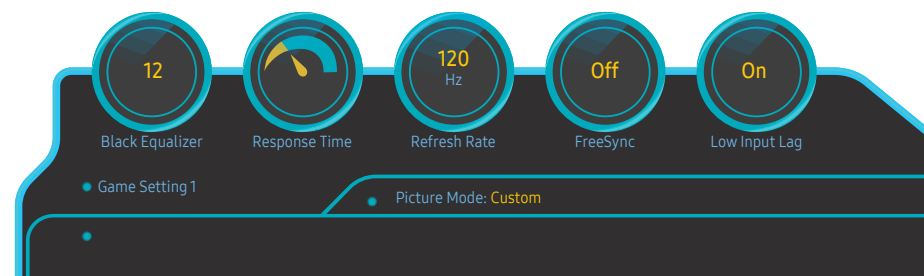 12
120
Hz
Off
On
Black Equalizer
Response Time
Refresh Rate
FreeSync
Low Input Lag
Game Setting 1
Picture Mode: Custom